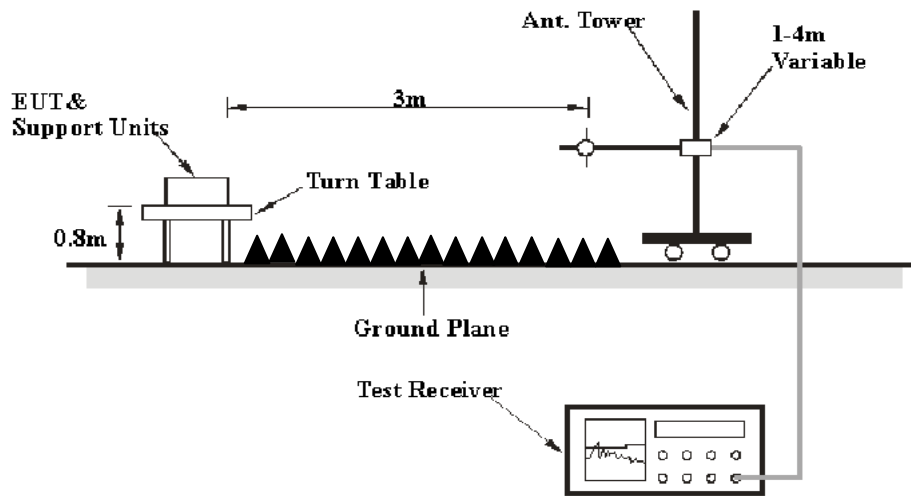 Ant. Tower
1-4m
Variable
3m
EUT &
Support Units
Turn Table
0.8m
Ground Plane
Test Receiver